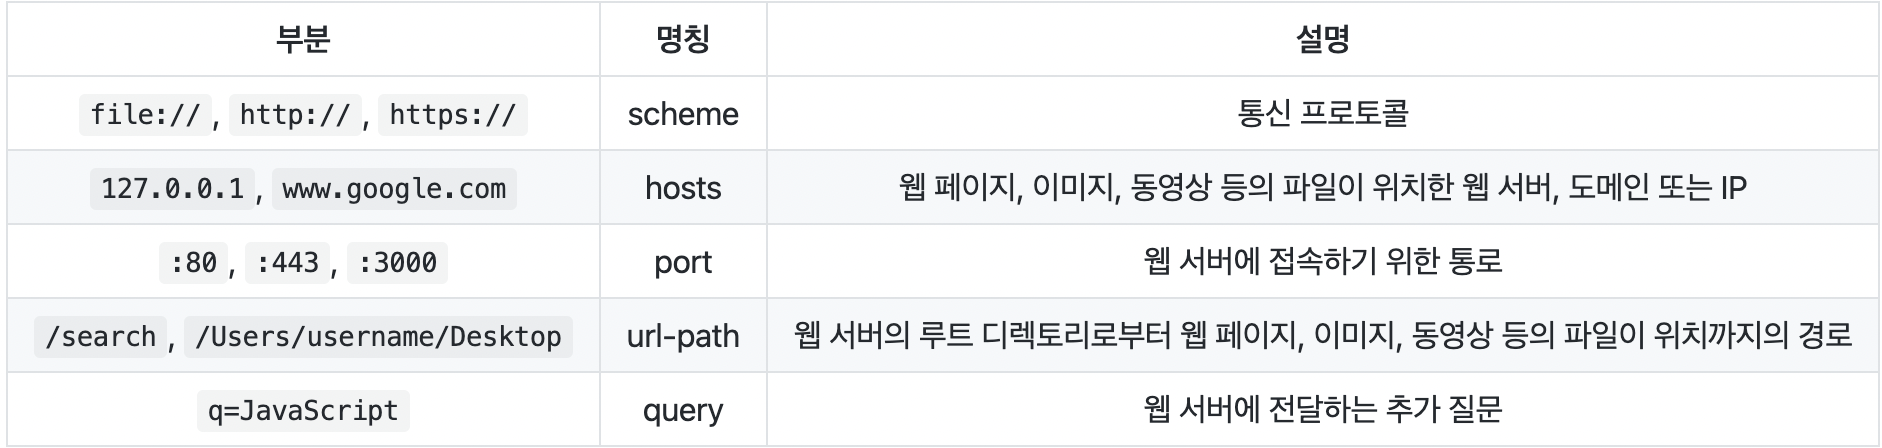 부분 명칭 설명
file://, http://, https:// scheme 통신 프로토콜
127.0.0.1, www.google.com hosts 웹 페이지, 이미지, 동영상 등의 파일이 위치한 웹 서버, 도메인 또는 IP
:80, :443, :3000 port 웹 서버에 접속하기 위한 통로
/search, /Users/username/Desktop url-path 웹 서버의 루트 디렉토리로부터 웹 페이지, 이미지, 동영상 등의 파일이 위치까지의 경로
q=JavaScript query 웹 서버에 전달하는 추가 질문